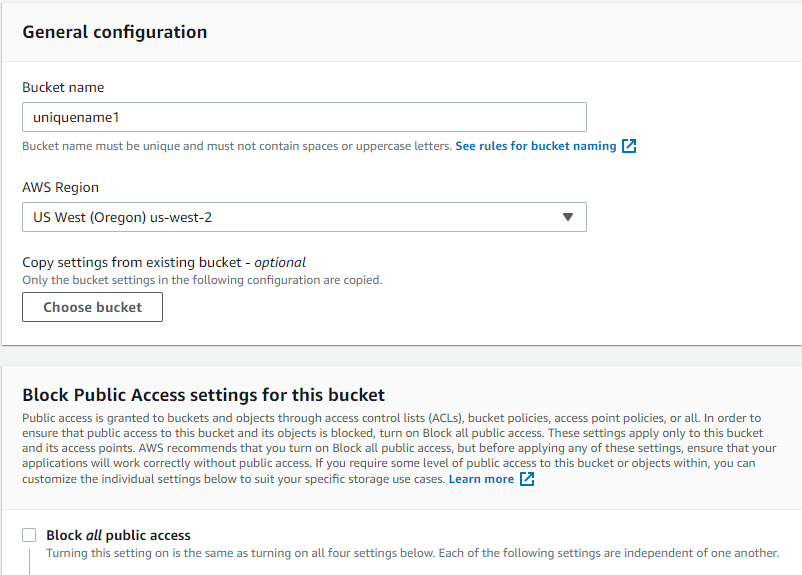 General configuration
Bucket name
uniquename1
Bucket name must be unique and must not contain spaces or uppercase letters. See rules for bucket naming
AWS Region
US West (Oregon) us-west-2
Copy settings from existing bucket - optional
Only the bucket settings in the following configuration are copied.
Choose bucket
Block Public Access settings for this bucket
Public access is granted to buckets and objects through access control lists (ACLs), bucket policies, access point policies, or all. In order to
ensure that public access to this bucket and its objects is blocked, turn on Block all public access. These settings apply only to this bucket
and its access points. AWS recommends that you turn on Block all public access, but before applying any of these settings, ensure that your
applications will work correctly without public access. If you require some level of public access to this bucket or objects within, you can
customize the individual settings below to suit your specific storage use cases. Learn more
Block all public access
Turning this setting on is the same as turning on all four settings below. Each of the following settings are independent of one another.